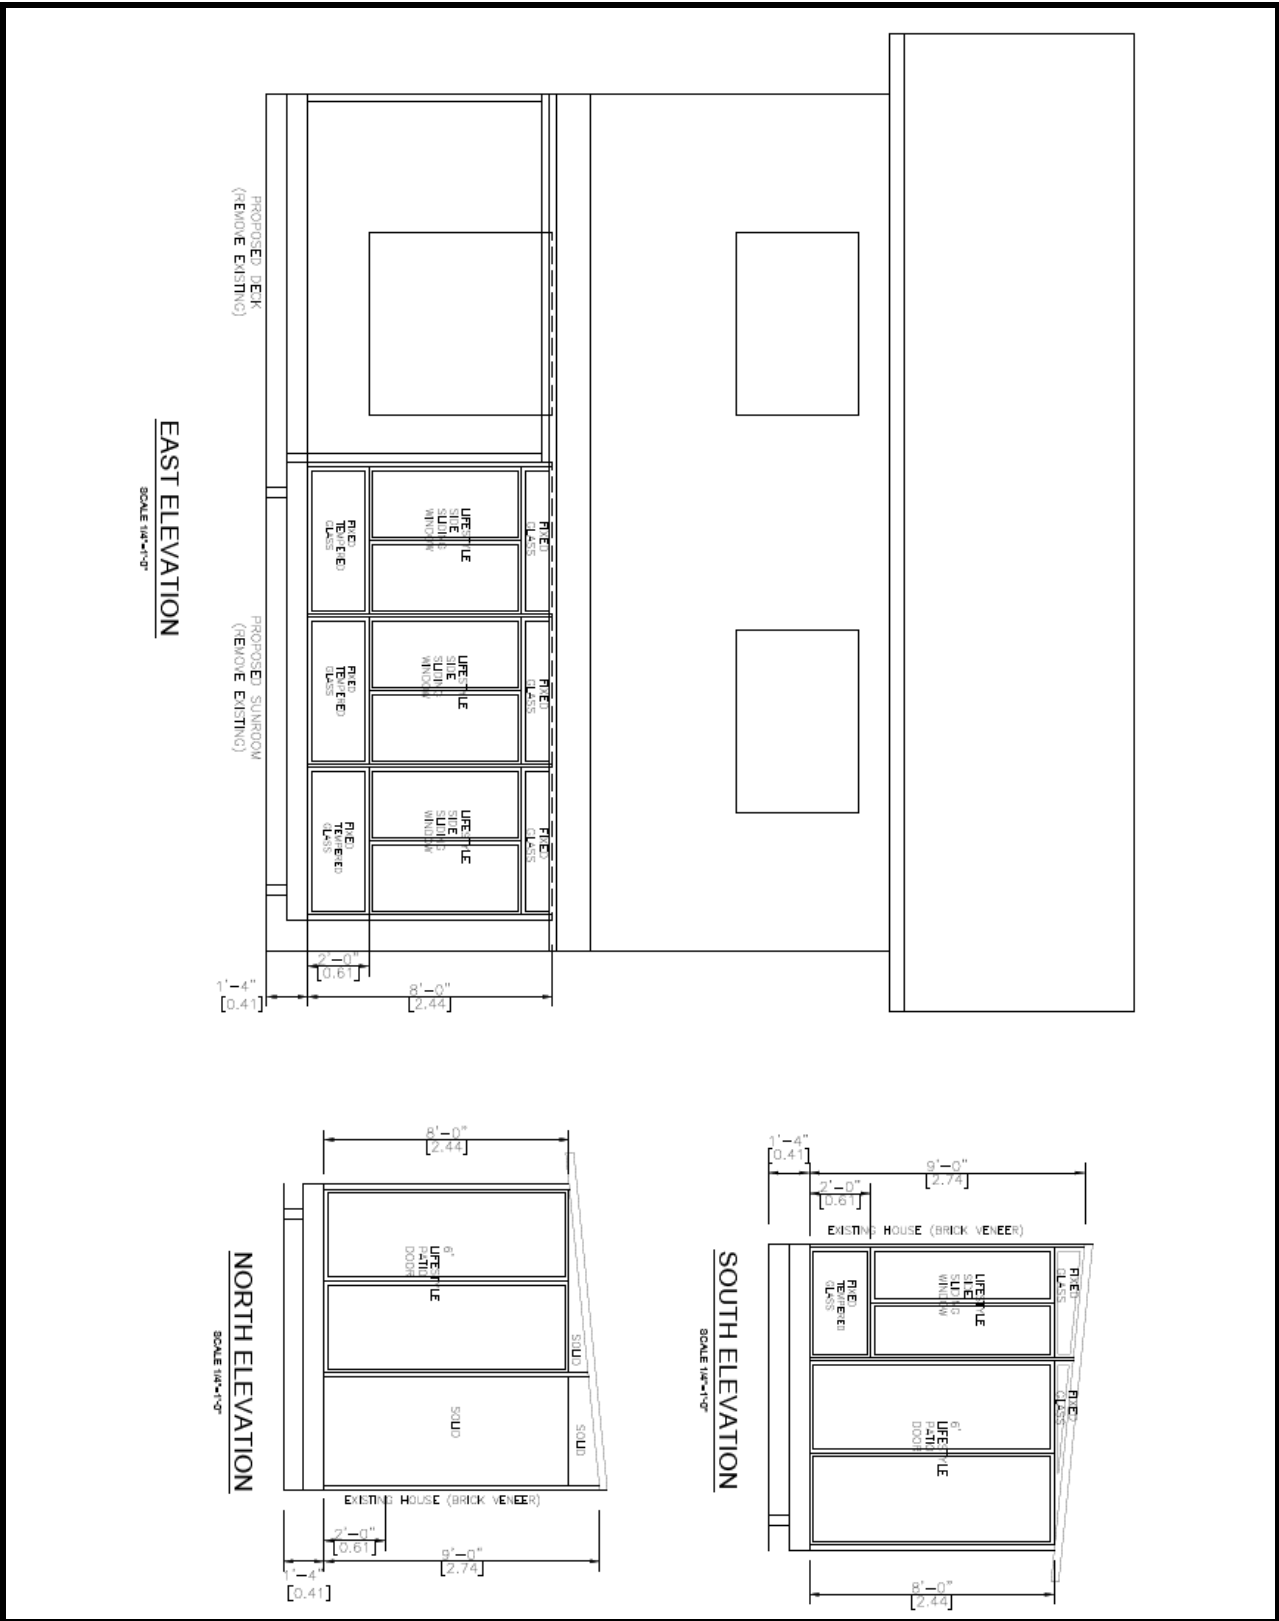 PROPOSED DECK
(REMOVE EXISTING)
PROPOSED SUNROOM
(REMOVE EXISTING)
FIXED
GLASS
FIXED
GLASS
FIXED
GLASS
LIFESTYLE
SIDE
SLIDING
WINDOW
LIFESTYLE
SIDE
SLIDING
WINDOW
LIFESTYLE
SIDE
SLIDING
WINDOW
FIXED
TEMPERED
GLASS
FIXED
TEMPERED
GLASS
FIXED
TEMPERED
GLASS
8'-0"
[2.44]
2'-0"
[0.61]
1'-4"
[0.41]
EAST ELEVATION
SCALE 1/4"=1'-0"
1'-4"
[0.41]
9'-0"
[2.74]
2'-0"
[0.61]
EXISTING HOUSE (BRICK VENEER)
FIXED
GLASS
FIXED
GLASS
LIFESTYLE
SIDE
SLIDING
WINDOW
FIXED
TEMPERED
GLASS
6'
LIFESTYLE
PATIO
DOOR
8'-0"
[2.44]
SOUTH ELEVATION
SCALE 1/4"=1'-0"
8'-0"
[2.44]
6'
LIFESTYLE
PATIO
DOOR
SOLID
SOLID
SOLID
EXISTING HOUSE (BRICK VENEER)
2'-0"
[0.61]
9'-0"
[2.74]
1'-4"
[0.41]
NORTH ELEVATION
SCALE 1/4"=1'-0"